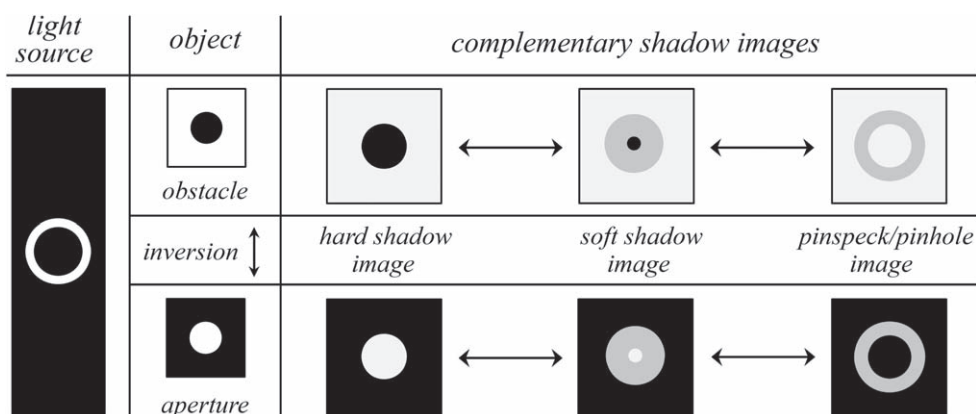 light
source
object
complementary shadow images
obstacle
inversion
hard shadow
image
soft shadow
image
pinspeck/pinhole
image
aperture